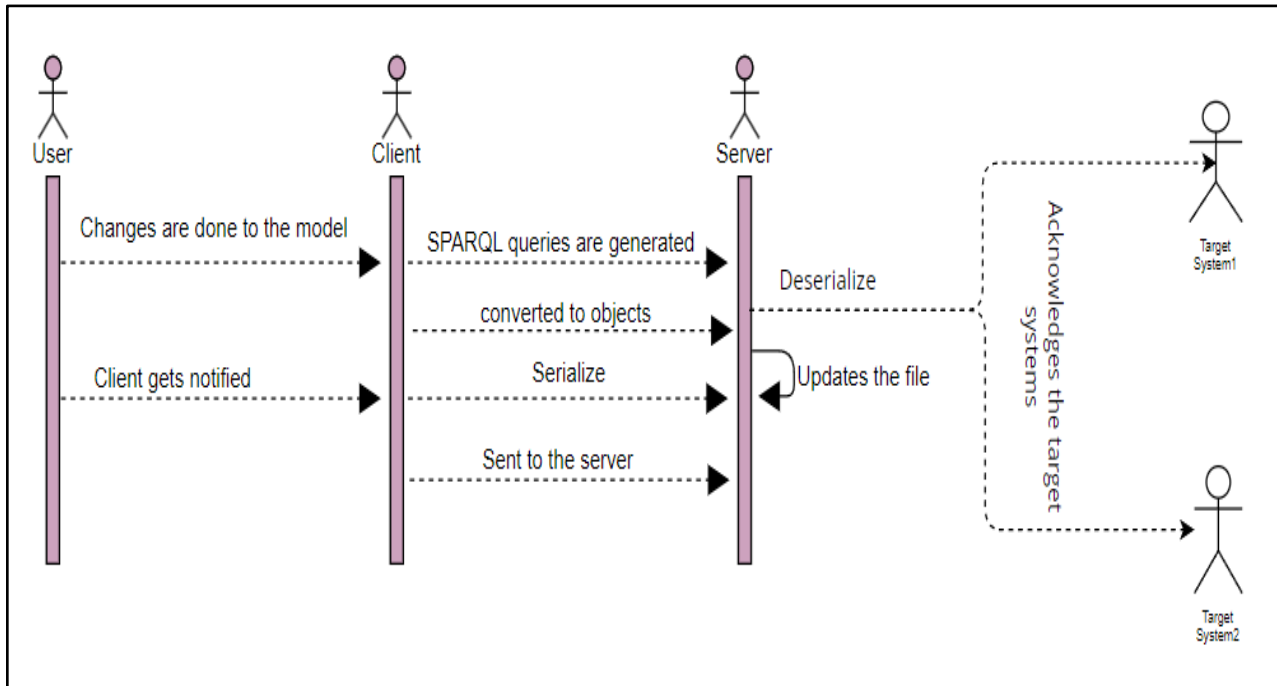 User
Client
Server
Changes are done to the model
SPARQL queries are generated
Deserialize
converted to objects
Client gets notified
Serialize
Updates the file
Sent to the server
Acknowledges the target
systems
Target
System1
Target
System2